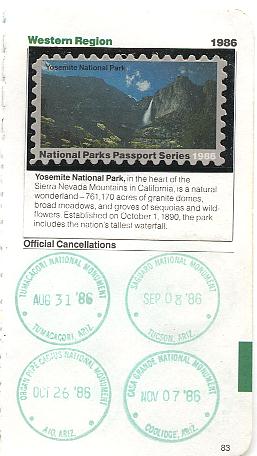 Western Region 1986
Yosemite National Park
National Parks Passport Series 1986
Yosemite National Park, in the heart of the
Sierra Nevada Mountains in California, is a natural
wonderland—761,170 acres of granite domes,
broad meadows, and groves of sequoias and wild-
flowers. Established on October 1, 1890, the park
includes the nation's tallest waterfall.
Official Cancellations
TUMACACORI NATIONAL MONUMENT
AUG 31 '86
TUMACACORI, ARIZ.
SAGUARO NATIONAL MONUMENT
SEP 08 '86
TUCSON, ARIZ.
ORGAN PIPE CACTUS NATIONAL MONUMENT
OCT 26 '86
AJO, ARIZ.
CASA GRANDE NATIONAL MONUMENT
NOV 07 '86
COOLIDGE, ARIZ.
83